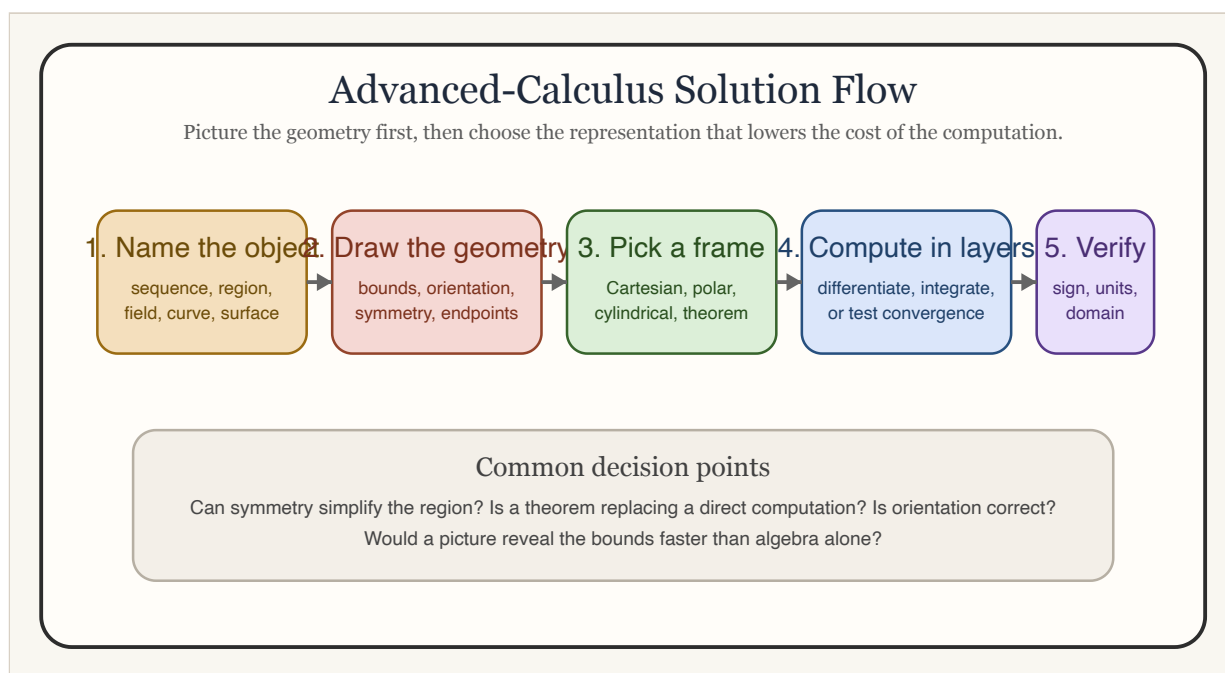 Advanced-Calculus Solution Flow
Picture the geometry first, then choose the representation that lowers the cost of the computation.
1. Name the object
sequence, region,
field, curve, surface
2. Draw the geometry
bounds, orientation,
symmetry, endpoints
3. Pick a frame
Cartesian, polar,
cylindrical, theorem
4. Compute in layers
differentiate, integrate,
or test convergence
5. Verify
sign, units,
domain
Common decision points
Can symmetry simplify the region? Is a theorem replacing a direct computation? Is orientation correct?
Would a picture reveal the bounds faster than algebra alone?